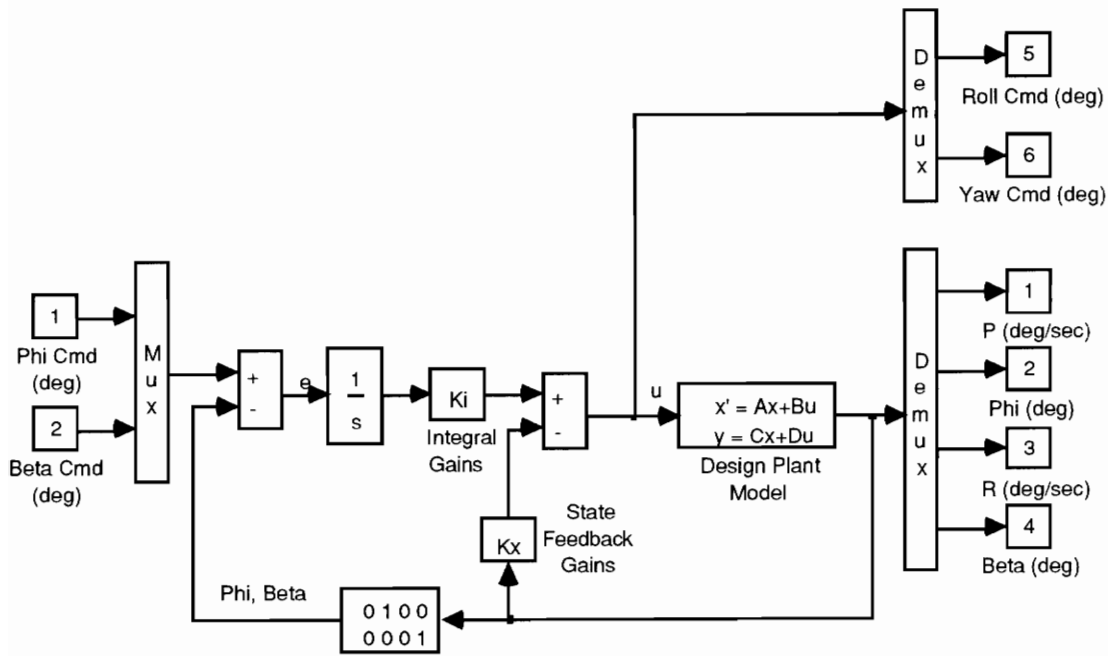 D
e
m
u
x
5
Roll Cmd (deg)
6
Yaw Cmd (deg)
1
Phi Cmd
(deg)
2
Beta Cmd
(deg)
M
u
x
+
-
e
1
s
Ki
Integral
Gains
+
-
u
x' = Ax+Bu
y = Cx+Du
Design Plant
Model
D
e
m
u
x
1
P (deg/sec)
2
Phi (deg)
3
R (deg/sec)
4
Beta (deg)
Kx
State
Feedback
Gains
Phi, Beta
0 1 0 0
0 0 0 1